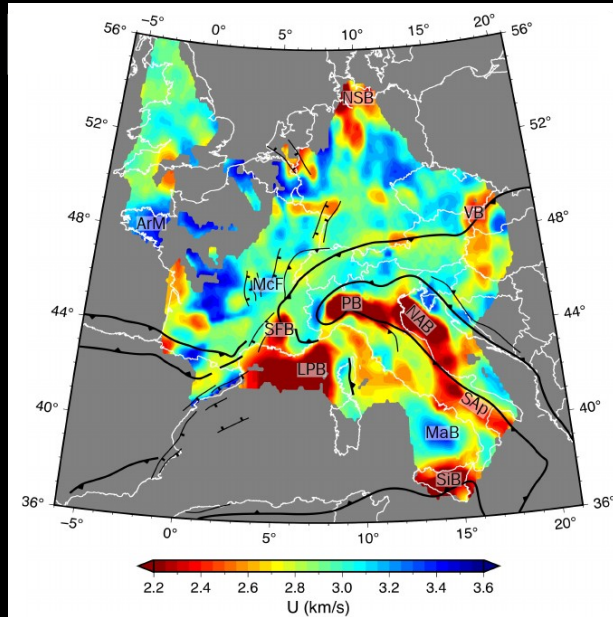 −5° 0° 5° 10° 15° 20°
56° 56°
NSB
52° 52°
48° ArM VB 48°
McF
44° PB NAB 44°
SFB
LPB
40° SAp 40°
MaB
SiB
36° 36°
−5° 0° 5° 10° 15° 20°
2.2 2.4 2.6 2.8 3.0 3.2 3.4 3.6
U (km/s)